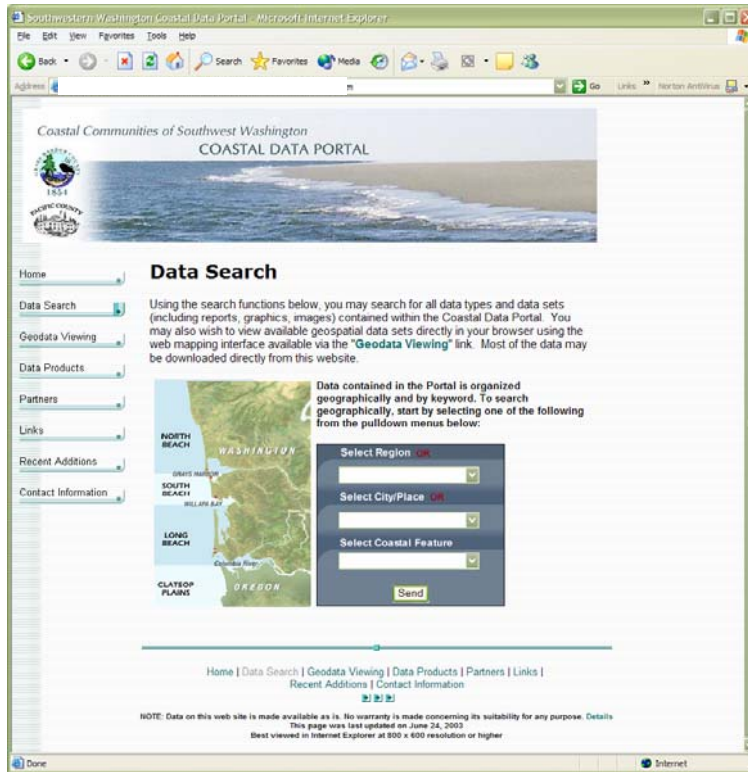 Southwestern Washington Coastal Data Portal - Microsoft Internet Explorer
File Edit View Favorites Tools Help
Back Search Favorites Media
Address Go Links Norton AntiVirus
Coastal Communities of Southwest Washington
COASTAL DATA PORTAL
1854
PACIFIC COUNTY
Home
Data Search
Geodata Viewing
Data Products
Partners
Links
Recent Additions
Contact Information
Data Search
Using the search functions below, you may search for all data types and data sets
(including reports, graphics, images) contained within the Coastal Data Portal. You
may also wish to view available geospatial data sets directly in your browser using the
web mapping interface available via the "Geodata Viewing" link. Most of the data may
be downloaded directly from this website.
NORTH
BEACH
WASHINGTON
GRAYS HARBOR
SOUTH
BEACH
WILLAPA BAY
LONG
BEACH
Columbia River
CLATSOP
PLAINS
OREGON
Data contained in the Portal is organized
geographically and by keyword. To search
geographically, start by selecting one of the following
from the pulldown menus below:
Select Region OR
Select City/Place OR
Select Coastal Feature
Send
Home | Data Search | Geodata Viewing | Data Products | Partners | Links |
Recent Additions | Contact Information
NOTE: Data on this web site is made available as is. No warranty is made concerning its suitability for any purpose. Details
This page was last updated on June 24, 2003
Best viewed in Internet Explorer at 800 x 600 resolution or higher
Done Internet